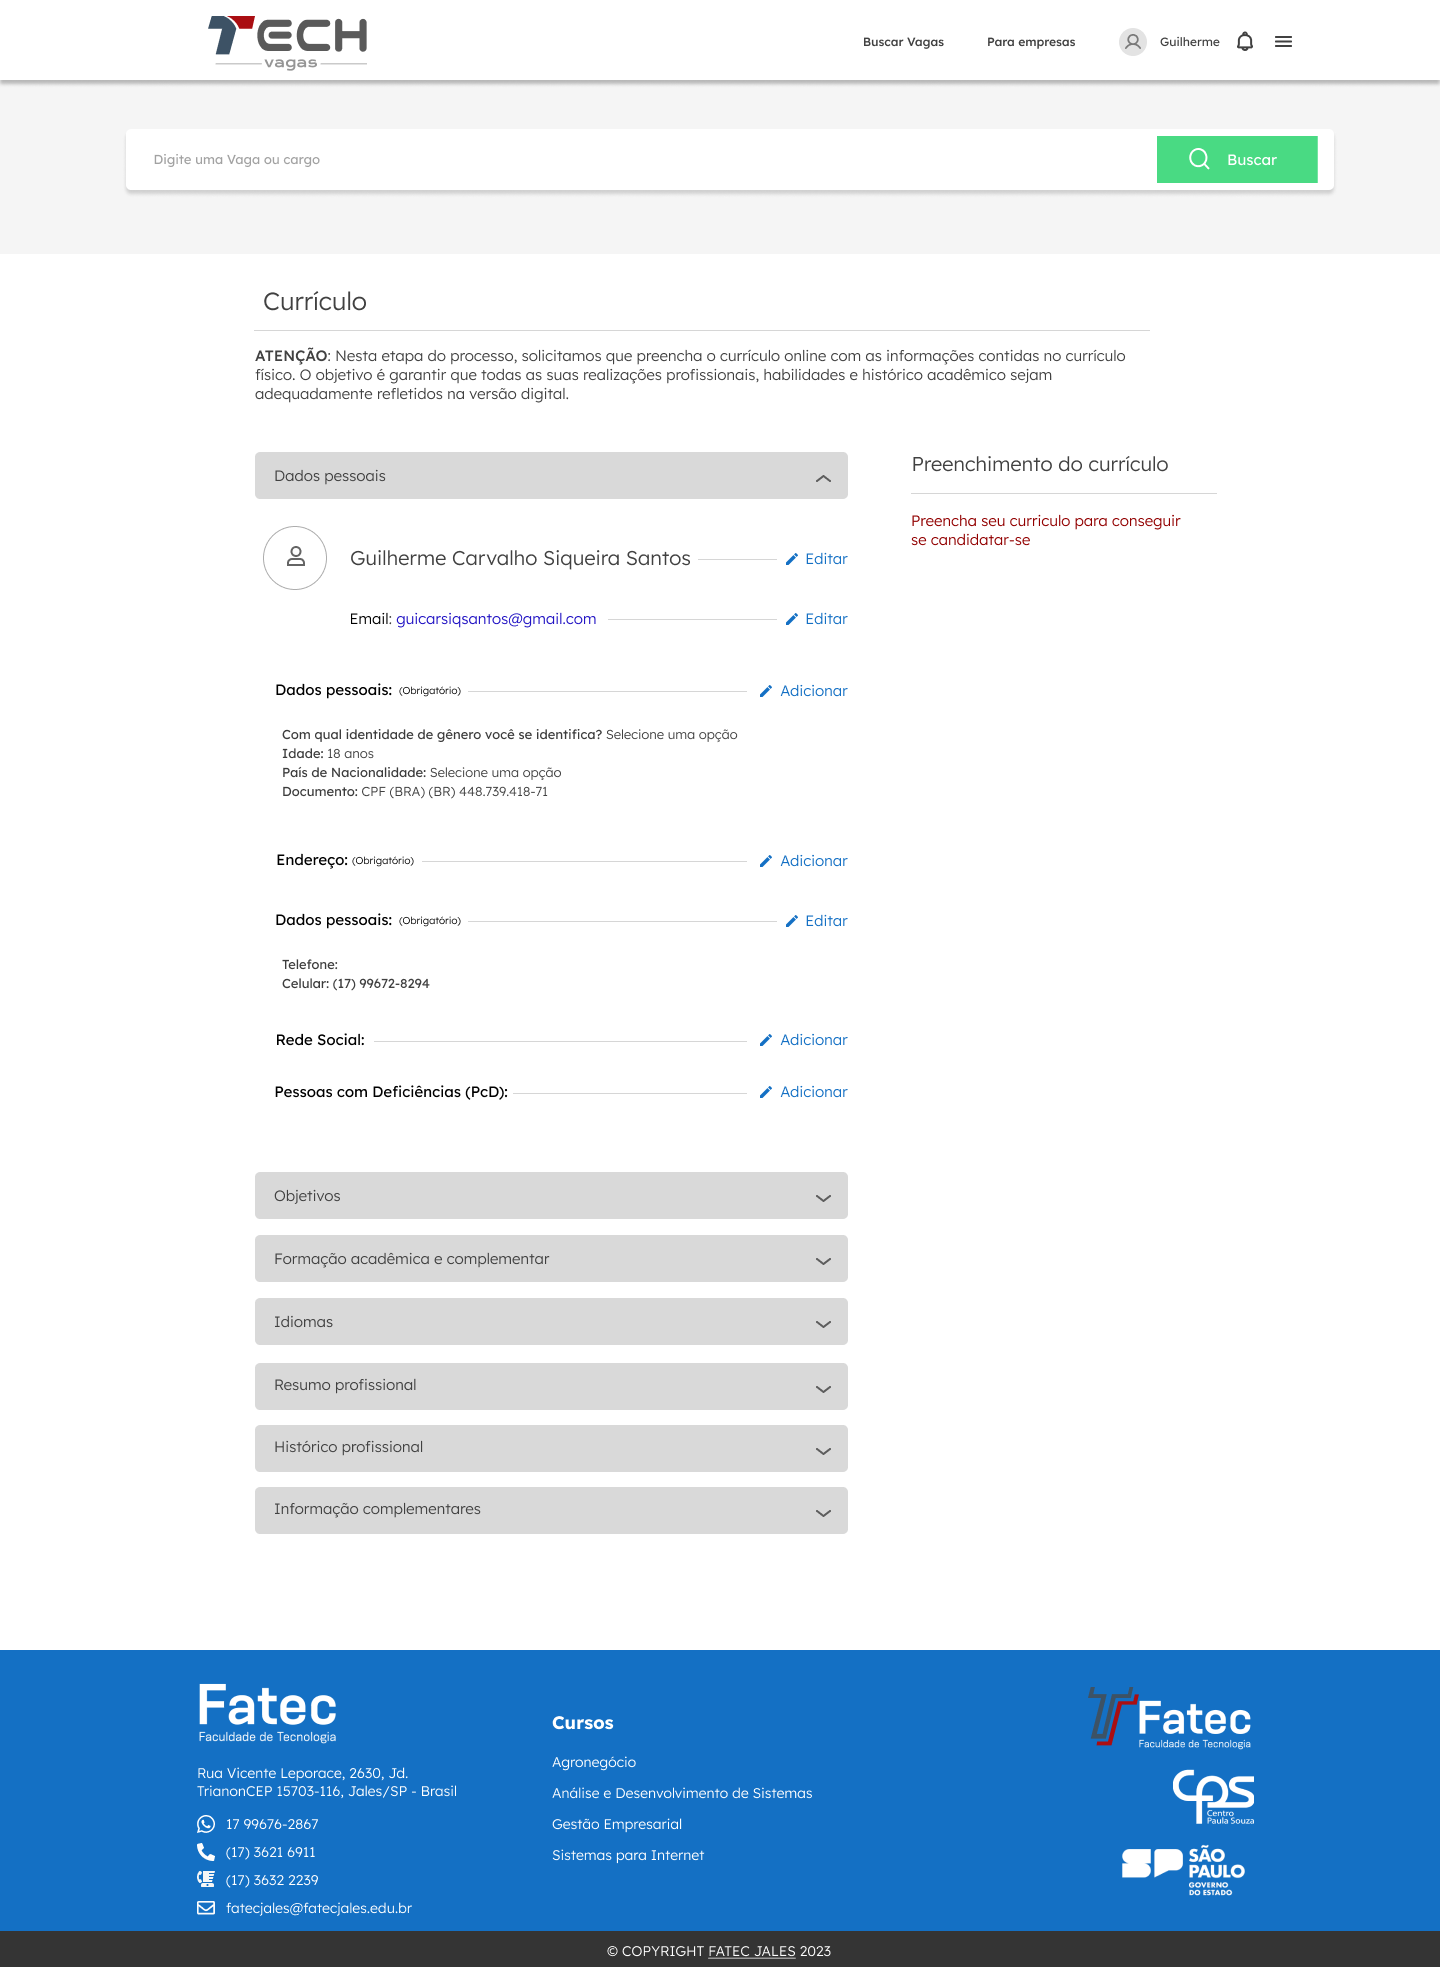 TECH
vagas
Buscar Vagas
Para empresas
Guilherme
Digite uma Vaga ou cargo
Buscar
Currículo
ATENÇÃO: Nesta etapa do processo, solicitamos que preencha o currículo online com as informações contidas no currículo
físico. O objetivo é garantir que todas as suas realizações profissionais, habilidades e histórico acadêmico sejam
adequadamente refletidos na versão digital.
Dados pessoais
Guilherme Carvalho Siqueira Santos
Editar
Email: guicarsiqsantos@gmail.com
Editar
Dados pessoais: (Obrigatório)
Adicionar
Com qual identidade de gênero você se identifica? Selecione uma opção
Idade: 18 anos
País de Nacionalidade: Selecione uma opção
Documento: CPF (BRA) (BR) 448.739.418-71
Endereço: (Obrigatório)
Adicionar
Dados pessoais: (Obrigatório)
Editar
Telefone:
Celular: (17) 99672-8294
Rede Social:
Adicionar
Pessoas com Deficiências (PcD):
Adicionar
Objetivos
Formação acadêmica e complementar
Idiomas
Resumo profissional
Histórico profissional
Informação complementares
Preenchimento do currículo
Preencha seu curriculo para conseguir
se candidatar-se
Fatec
Faculdade de Tecnologia
Rua Vicente Leporace, 2630, Jd.
TrianonCEP 15703-116, Jales/SP - Brasil
17 99676-2867
(17) 3621 6911
(17) 3632 2239
fatecjales@fatecjales.edu.br
Cursos
Agronegócio
Análise e Desenvolvimento de Sistemas
Gestão Empresarial
Sistemas para Internet
Fatec
Faculdade de Tecnologia
CPS
Centro
Paula Souza
SP
SÃO
PAULO
GOVERNO
DO ESTADO
© COPYRIGHT FATEC JALES 2023